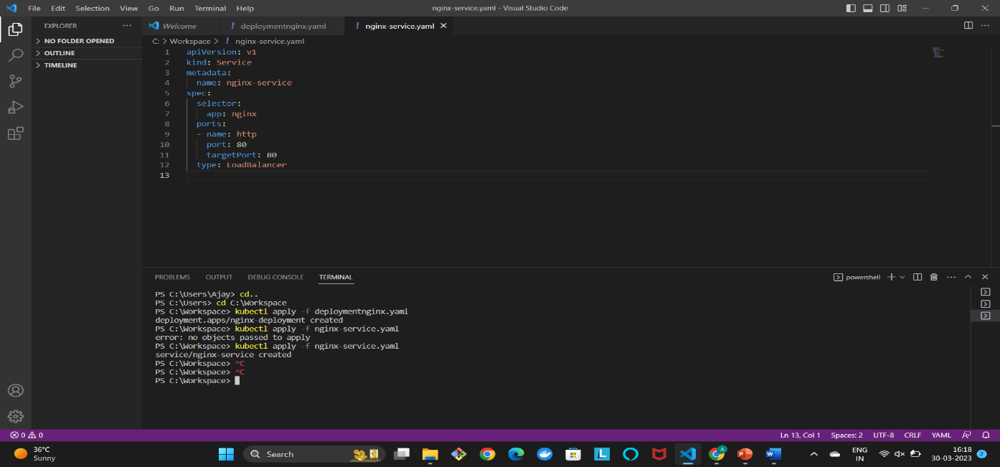 File Edit Selection View Go Run Terminal Help
nginx-service.yaml - Visual Studio Code
EXPLORER
NO FOLDER OPENED
OUTLINE
TIMELINE
Welcome
! deploymentnginx.yaml
! nginx-service.yaml
C: > Workspace > ! nginx-service.yaml
1 apiVersion: v1
2 kind: Service
3 metadata:
4 name: nginx-service
5 spec:
6 selector:
7 app: nginx
8 ports:
9 - name: http
10 port: 80
11 targetPort: 80
12 type: LoadBalancer
13
PROBLEMS OUTPUT DEBUG CONSOLE TERMINAL
powershell
PS C:\Users\Ajay> cd..
PS C:\Users> cd C:\Workspace
PS C:\Workspace> kubectl apply -f deploymentnginx.yaml
deployment.apps/nginx-deployment created
PS C:\Workspace> kubectl apply -f nginx-service.yaml
error: no objects passed to apply
PS C:\Workspace> kubectl apply -f nginx-service.yaml
service/nginx-service created
PS C:\Workspace> ^C
PS C:\Workspace> ^C
PS C:\Workspace>
0 0
Ln 13, Col 1 Spaces: 2 UTF-8 CRLF YAML
36°C
Sunny
Search
L
A
P
W
ENG
IN
16:18
30-03-2023
2